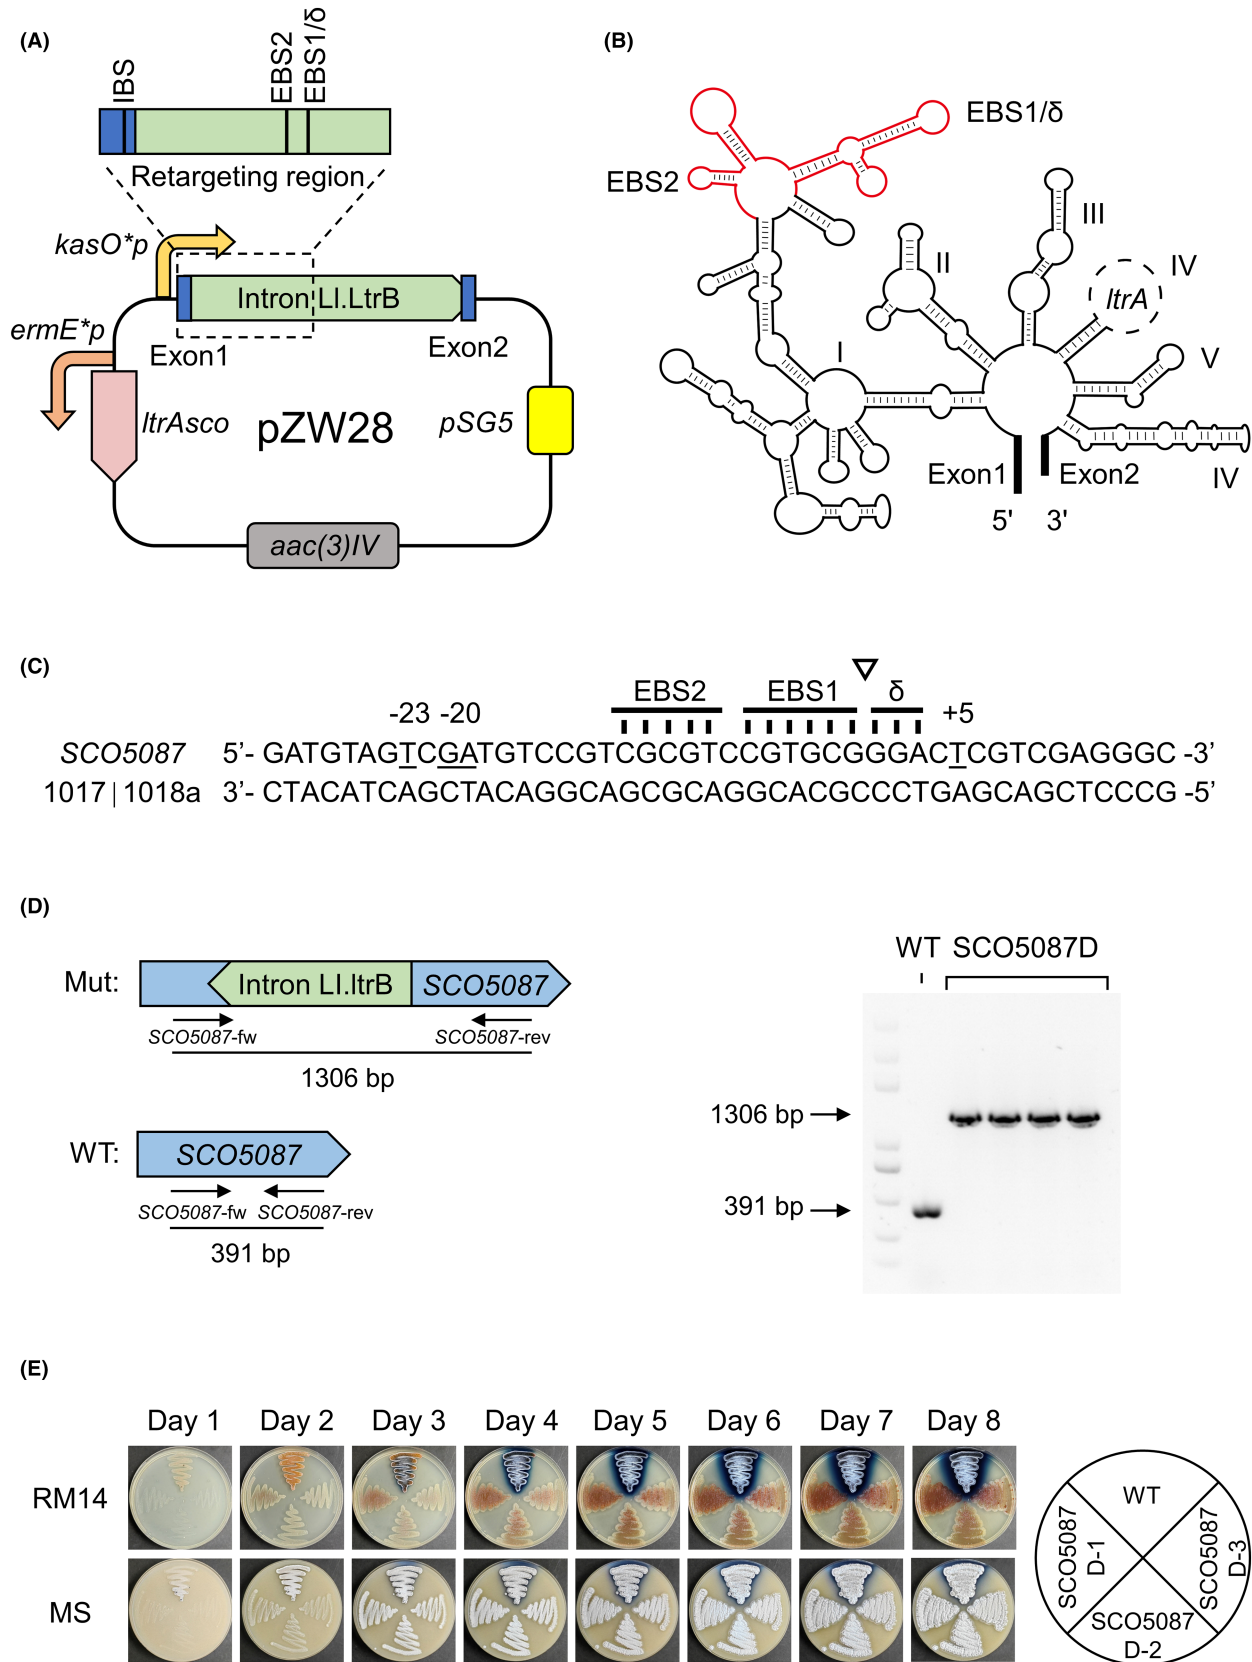 (A)
IBS
EBS2
EBS1/δ
Retargeting region
kasO*p
Intron LI.LtrB
ermE*p
Exon1
Exon2
ltrAsco
pZW28
pSG5
aac(3)IV
(B)
EBS1/δ
EBS2
III
II
IV
ltrA
I
V
Exon1
Exon2
IV
5'
3'
(C)
EBS2
EBS1
δ
-23 -20
+5
SCO5087 5’- GATGTAGTCGATGTCCGTCGCGTCCGTGCGGGACTCGTCGAGGGC -3’
1017 | 1018a 3’- CTACATCAGCTACAGGCAGCGCAGGCACGCCCTGAGCAGCTCCCG -5’
(D)
Mut:
Intron LI.ltrB
SCO5087
SCO5087-fw
SCO5087-rev
1306 bp
WT:
SCO5087
SCO5087-fw
SCO5087-rev
391 bp
WT
SCO5087D
1306 bp
391 bp
(E)
Day 1
Day 2
Day 3
Day 4
Day 5
Day 6
Day 7
Day 8
RM14
MS
WT
SCO5087
D-1
SCO5087
D-2
SCO5087
D-3